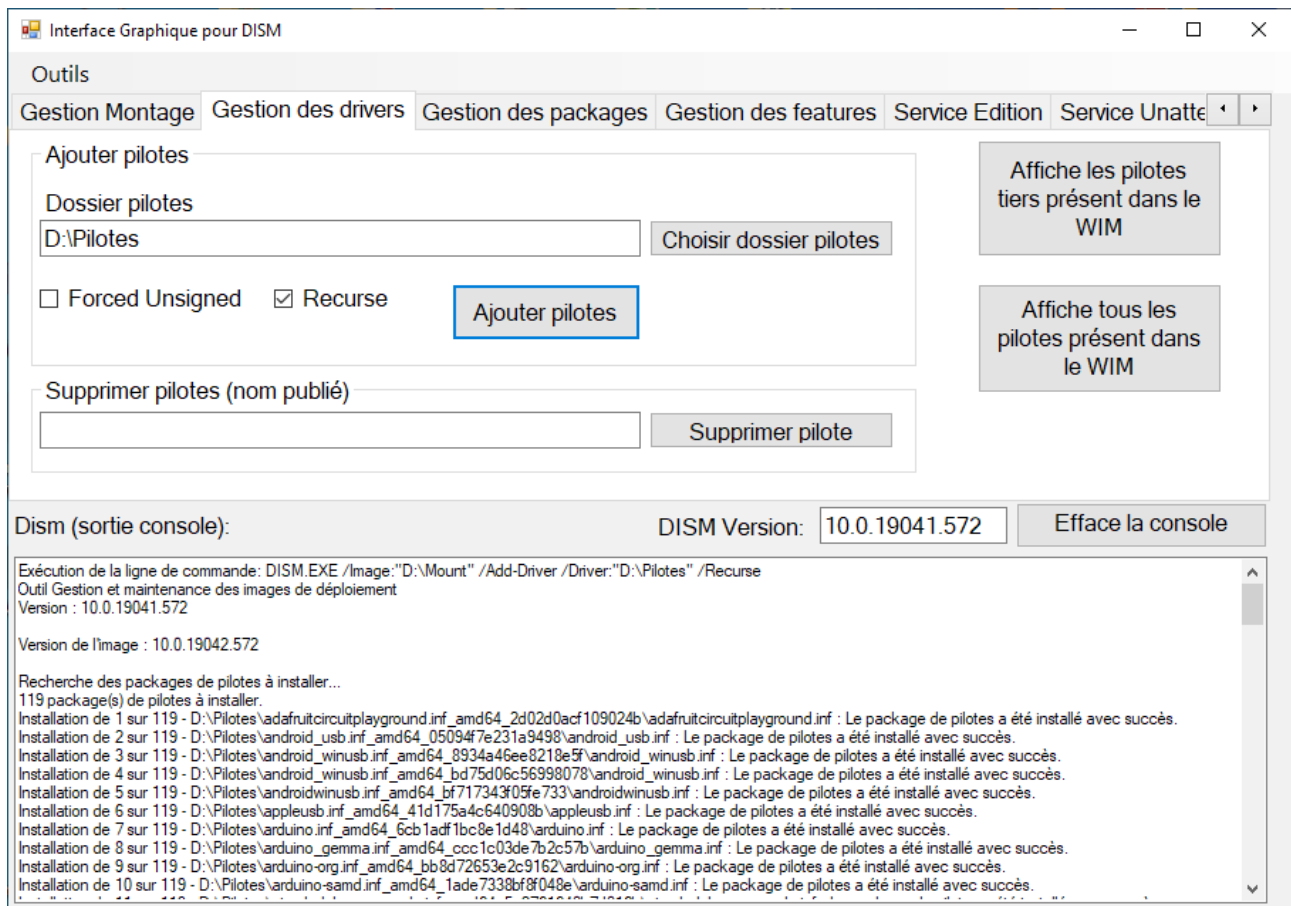 Interface Graphique pour DISM
Outils
Gestion Montage
Gestion des drivers
Gestion des packages
Gestion des features
Service Edition
Service Unatte
Ajouter pilotes
Dossier pilotes
D:\Pilotes
Choisir dossier pilotes
Forced Unsigned
Recurse
Ajouter pilotes
Affiche les pilotes
tiers présent dans le
WIM
Affiche tous les
pilotes présent dans
le WIM
Supprimer pilotes (nom publié)
Supprimer pilote
Dism (sortie console):
DISM Version:
10.0.19041.572
Efface la console
Exécution de la ligne de commande: DISM.EXE /Image:"D:\Mount" /Add-Driver /Driver:"D:\Pilotes" /Recurse
Outil Gestion et maintenance des images de déploiement
Version : 10.0.19041.572
Version de l'image : 10.0.19042.572
Recherche des packages de pilotes à installer...
119 package(s) de pilotes à installer.
Installation de 1 sur 119 - D:\Pilotes\adafruitcircuitplayground.inf_amd64_2d02d0acf109024b\adafruitcircuitplayground.inf : Le package de pilotes a été installé avec succès.
Installation de 2 sur 119 - D:\Pilotes\android_usb.inf_amd64_05094f7e231a9498\android_usb.inf : Le package de pilotes a été installé avec succès.
Installation de 3 sur 119 - D:\Pilotes\android_winusb.inf_amd64_8934a46ee8218e5f\android_winusb.inf : Le package de pilotes a été installé avec succès.
Installation de 4 sur 119 - D:\Pilotes\android_winusb.inf_amd64_bd75d06c56998078\android_winusb.inf : Le package de pilotes a été installé avec succès.
Installation de 5 sur 119 - D:\Pilotes\androidwinusb.inf_amd64_bf717343f05fe733\androidwinusb.inf : Le package de pilotes a été installé avec succès.
Installation de 6 sur 119 - D:\Pilotes\appleusb.inf_amd64_41d175a4c640908b\appleusb.inf : Le package de pilotes a été installé avec succès.
Installation de 7 sur 119 - D:\Pilotes\arduino.inf_amd64_6cb1adf1bc8e1d48\arduino.inf : Le package de pilotes a été installé avec succès.
Installation de 8 sur 119 - D:\Pilotes\arduino_gemma.inf_amd64_ccc1c03de7b2c57b\arduino_gemma.inf : Le package de pilotes a été installé avec succès.
Installation de 9 sur 119 - D:\Pilotes\arduino-org.inf_amd64_bb8d72653e2c9162\arduino-org.inf : Le package de pilotes a été installé avec succès.
Installation de 10 sur 119 - D:\Pilotes\arduino-samd.inf_amd64_1ade7338bf8f048e\arduino-samd.inf : Le package de pilotes a été installé avec succès.